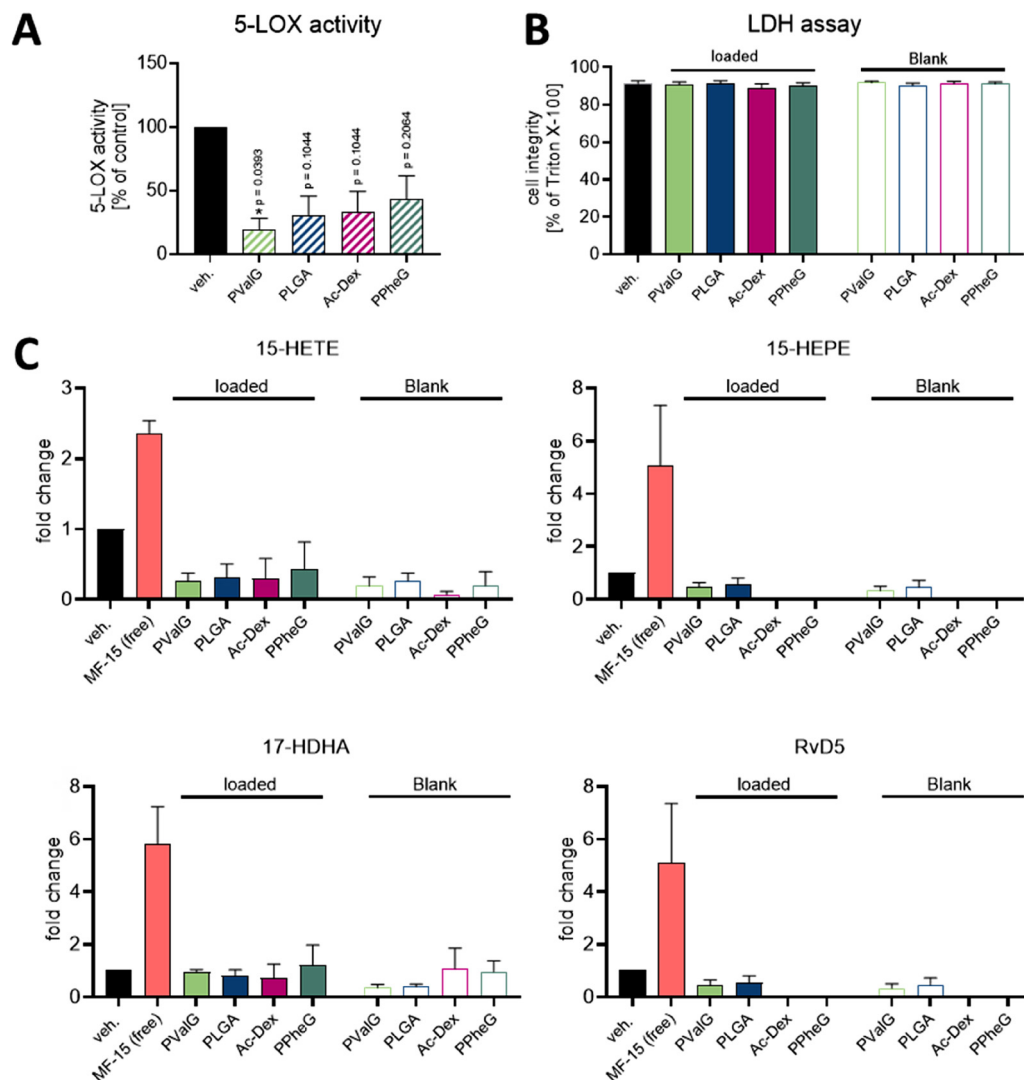 A
5-LOX activity
5-LOX activity
[% of control]
150
100
50
0
* p = 0.0393
p = 0.1044
p = 0.1044
p = 0.2064
veh.
PValG
PLGA
Ac-Dex
PPheG
B
LDH assay
loaded
Blank
cell integrity
[% of Triton X-100]
100
80
60
40
20
0
veh.
PValG
PLGA
Ac-Dex
PPheG
PValG
PLGA
Ac-Dex
PPheG
C
15-HETE
loaded
Blank
fold change
3
2
1
0
veh.
MF-15 (free)
PValG
PLGA
Ac-Dex
PPheG
PValG
PLGA
Ac-Dex
PPheG
15-HEPE
loaded
Blank
fold change
8
6
4
2
0
veh.
MF-15 (free)
PValG
PLGA
Ac-Dex
PPheG
PValG
PLGA
Ac-Dex
PPheG
17-HDHA
loaded
Blank
fold change
8
6
4
2
0
veh.
MF-15 (free)
PValG
PLGA
Ac-Dex
PPheG
PValG
PLGA
Ac-Dex
PPheG
RvD5
loaded
Blank
fold change
8
6
4
2
0
veh.
MF-15 (free)
PValG
PLGA
Ac-Dex
PPheG
PValG
PLGA
Ac-Dex
PPheG